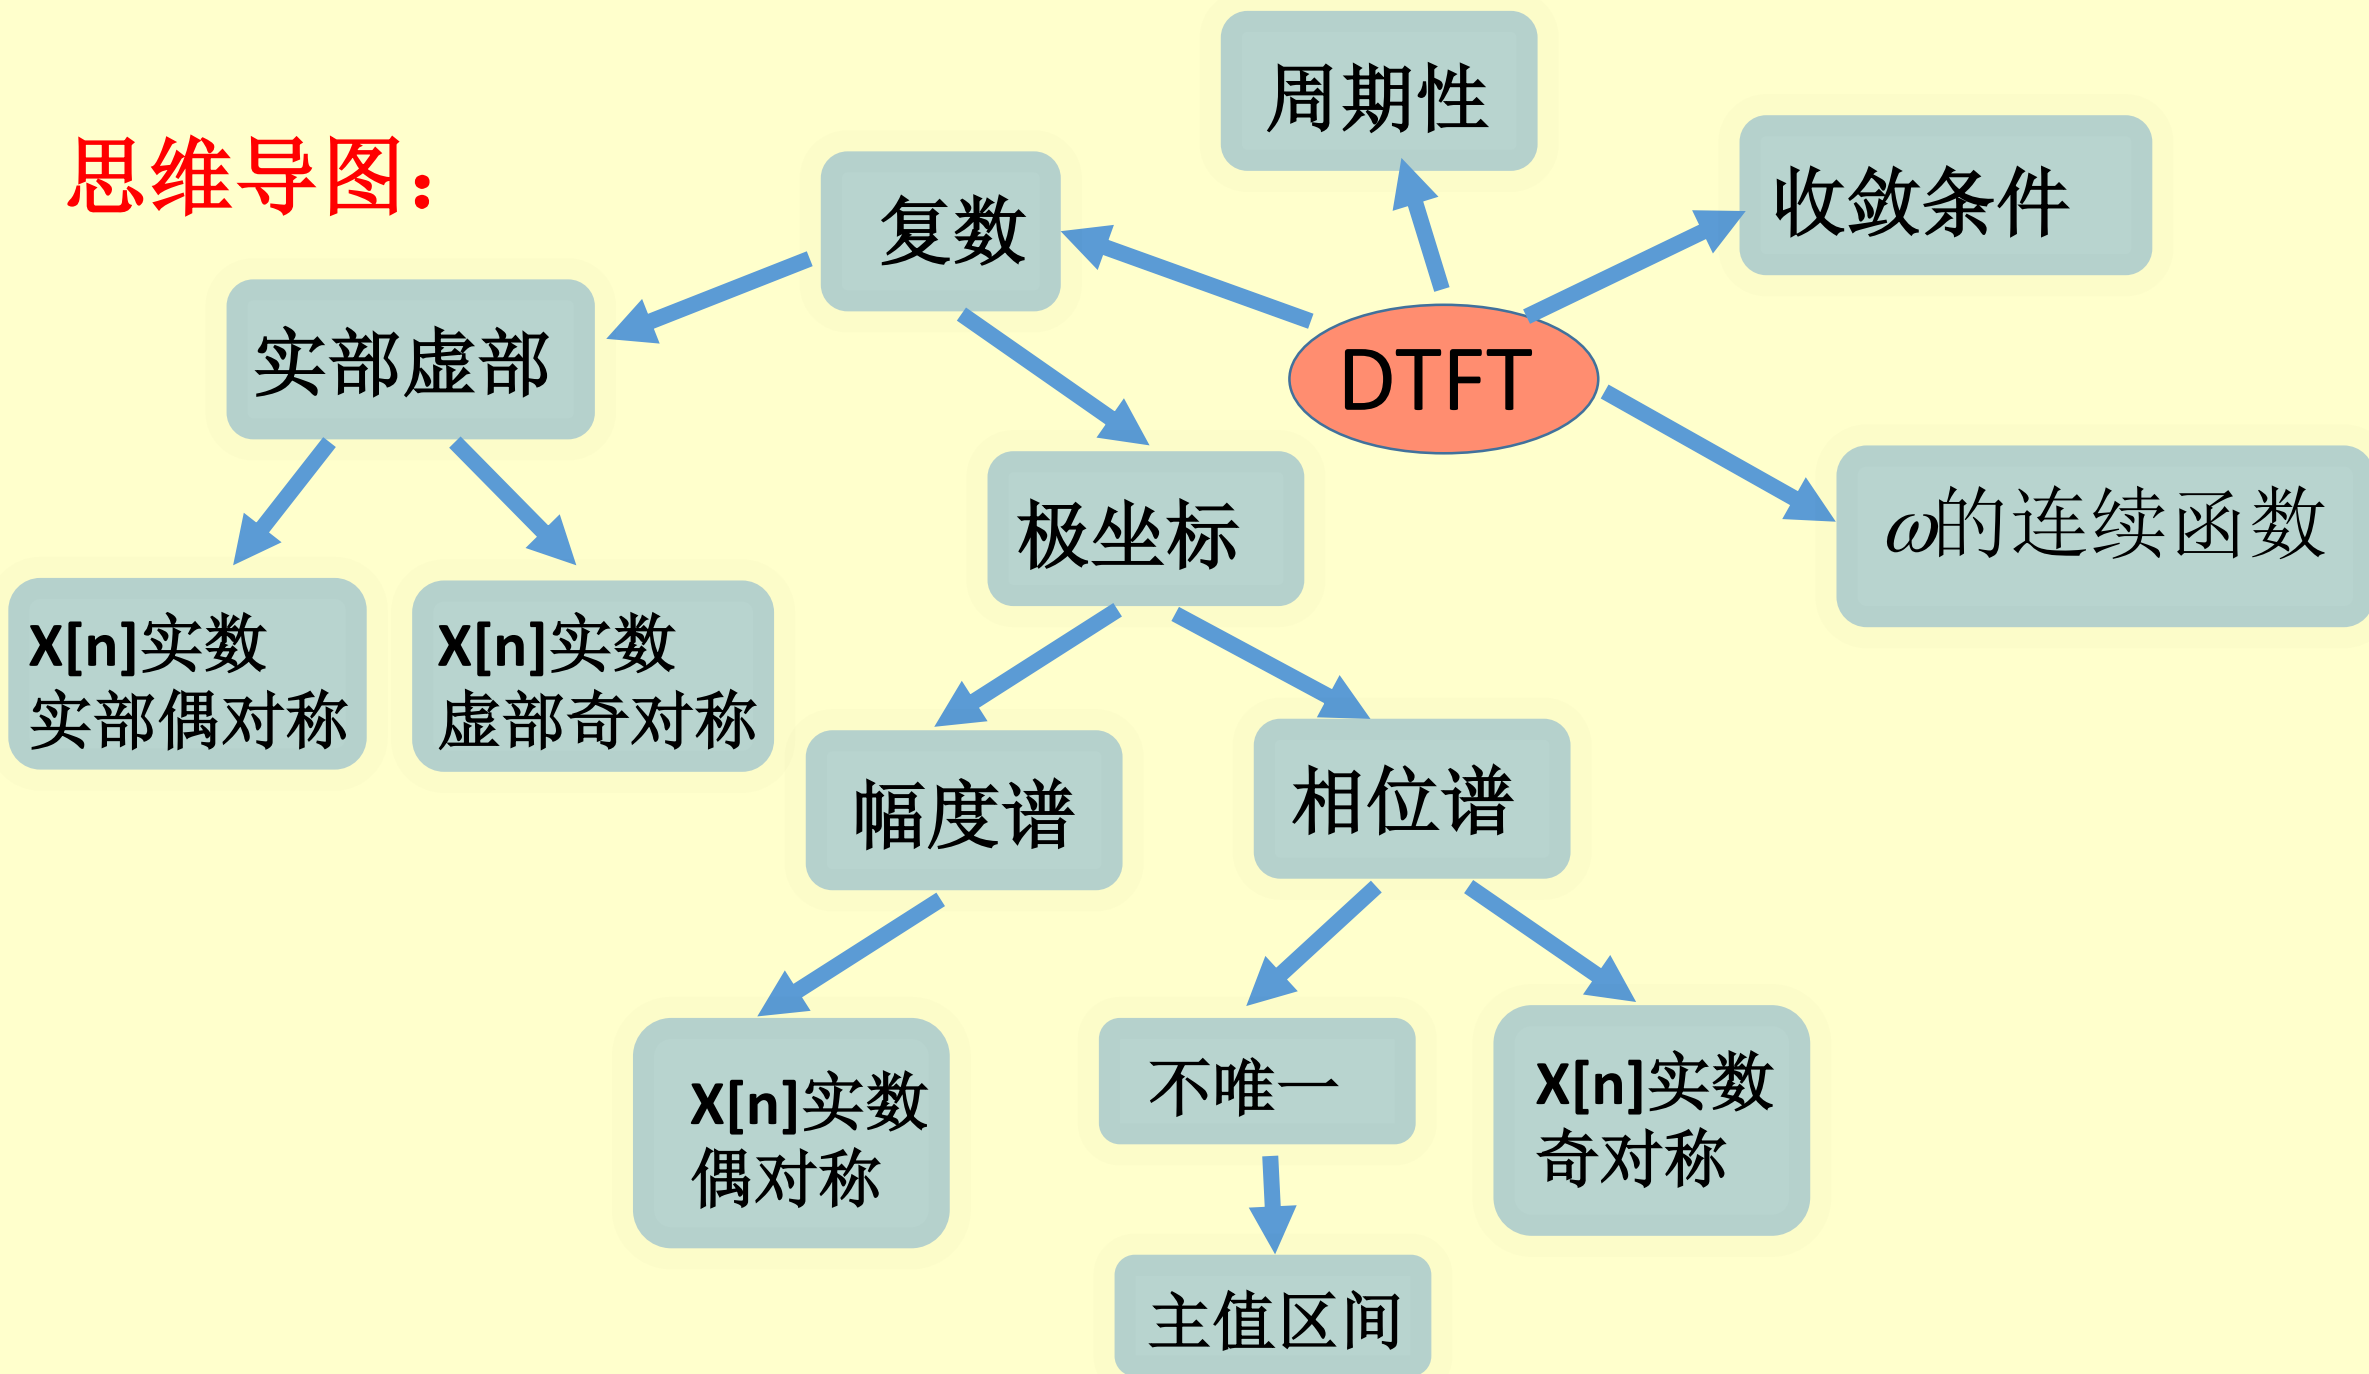 思维导图：
周期性
收敛条件
复数
实部虚部
DTFT
极坐标
ω的连续函数
X[n]实数
实部偶对称
X[n]实数
虚部奇对称
幅度谱
相位谱
X[n]实数
偶对称
不唯一
X[n]实数
奇对称
主值区间